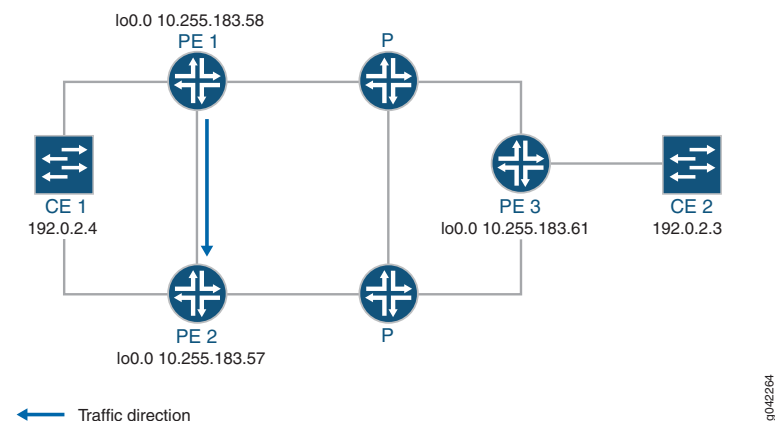 lo0.0 10.255.183.58
PE 1
P
CE 1
192.0.2.4
PE 3
lo0.0 10.255.183.61
CE 2
192.0.2.3
PE 2
lo0.0 10.255.183.57
P
Traffic direction
g042264